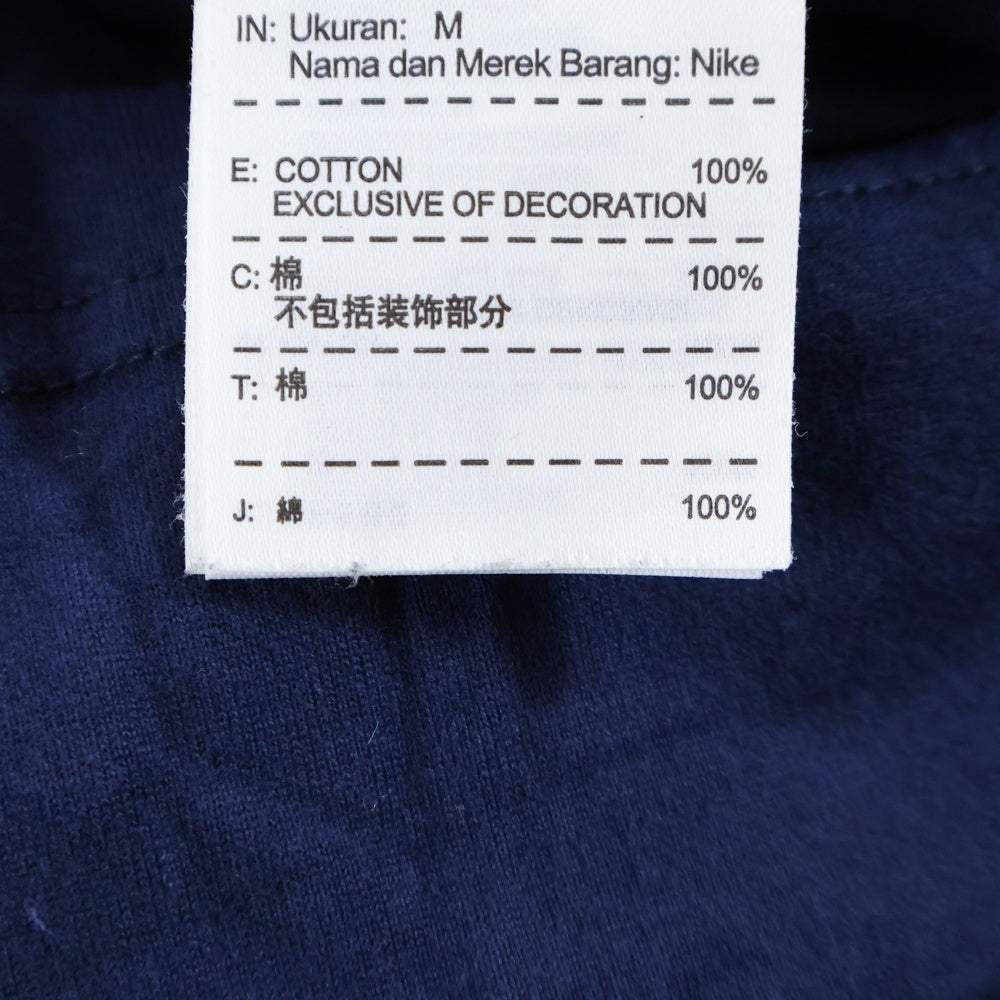 IN: Ukuran: M
Nama dan Merek Barang: Nike
E: COTTON 100%
EXCLUSIVE OF DECORATION
C: 棉 100%
不包括装饰部分
T: 棉 100%
J: 綿 100%